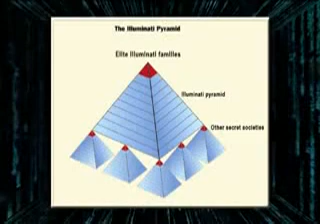 The Illuminati Pyramid
Elite Illuminati families
Illuminati pyramid
Other secret societies